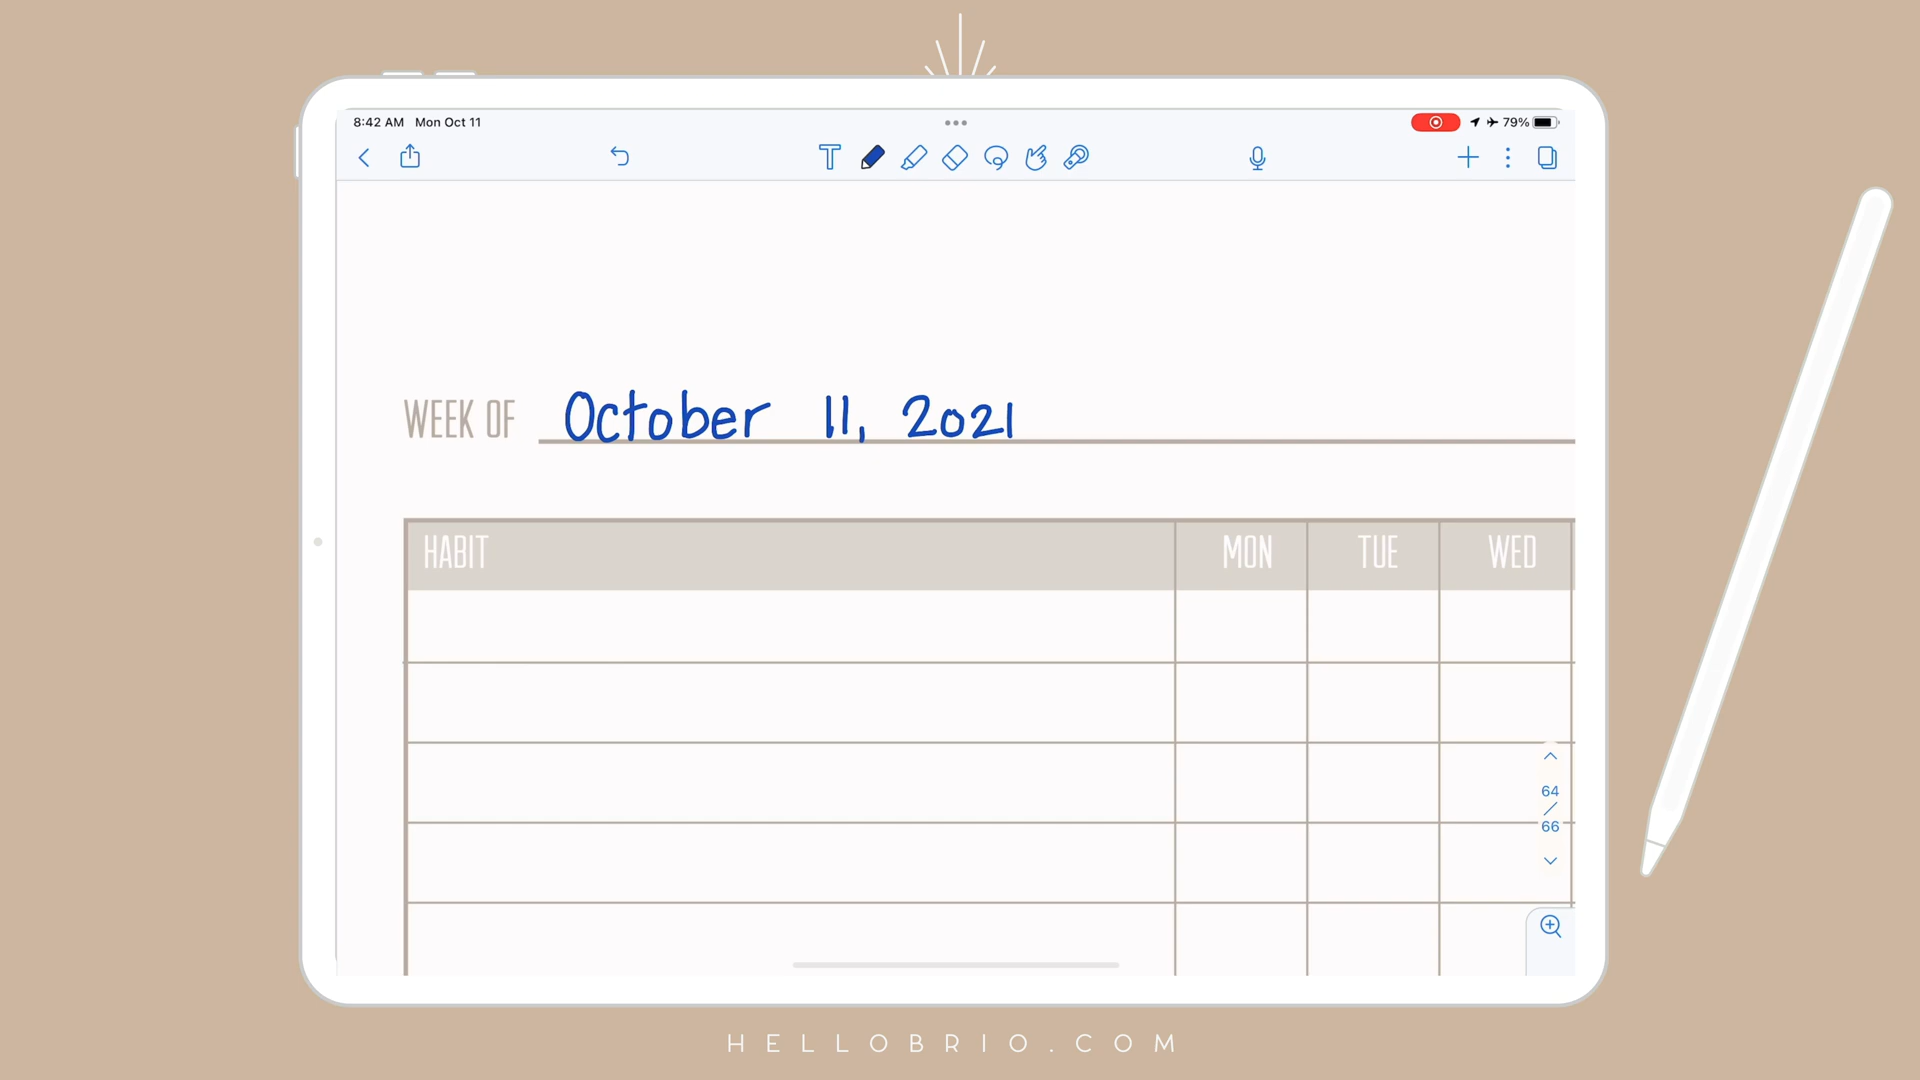 8:42 AM Mon Oct 11
79%
WEEK OF October 11, 2021
HABIT MON TUE WED
64
/
66
HELLOBRIO.COM